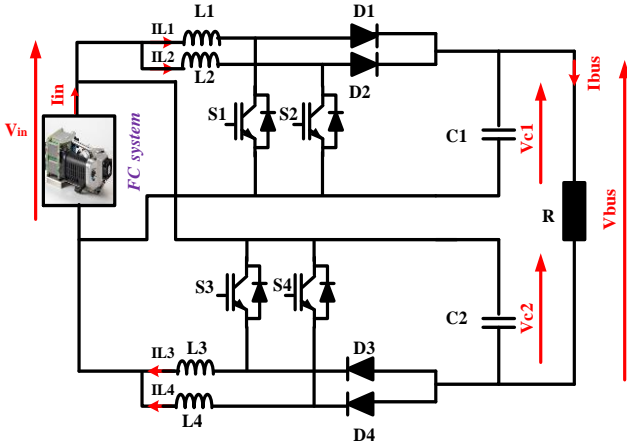 IL1
L1
D1
IL2
L2
D2
Iin
Vin
FC system
S1
S2
C1
Vc1
Ibus
R
Vbus
S3
S4
C2
Vc2
IL3
L3
D3
IL4
L4
D4